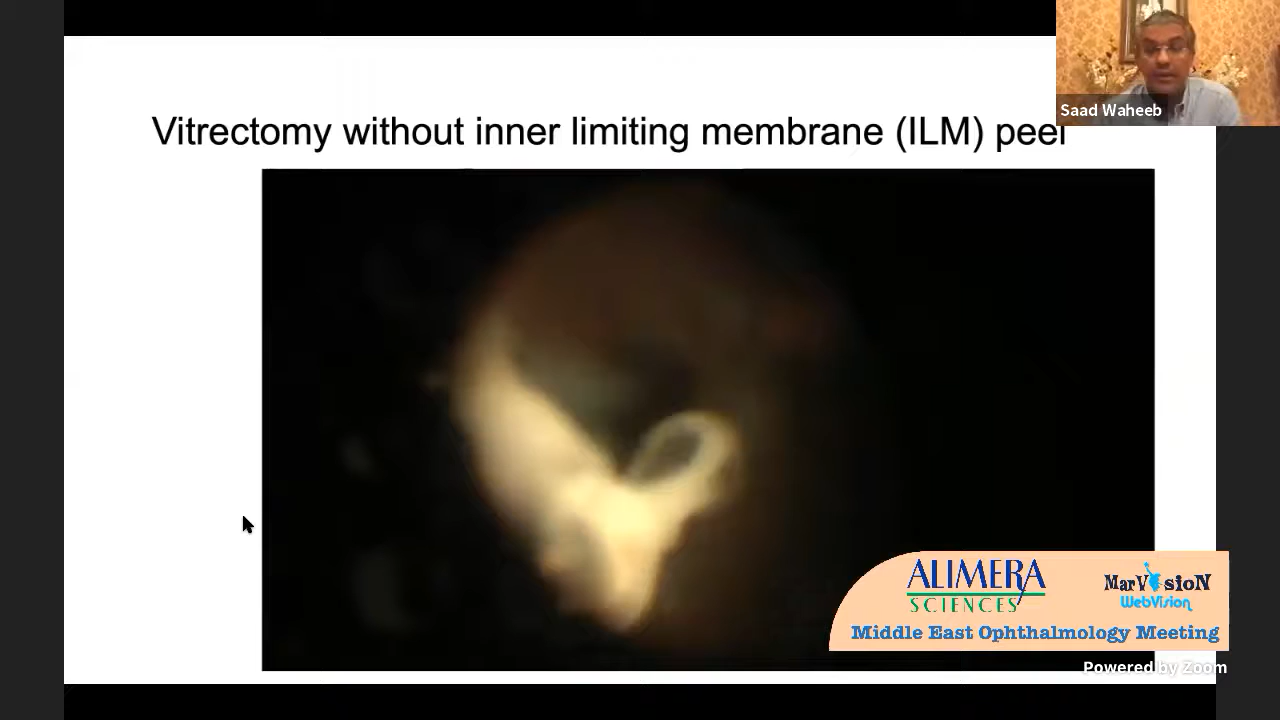 Vitrectomy without inner limiting membrane (ILM) peel
Saad Waheeb
ALIMERA
SCIENCES
MarVisioN
WebVision
Middle East Ophthalmology Meeting
Powered by Zoom